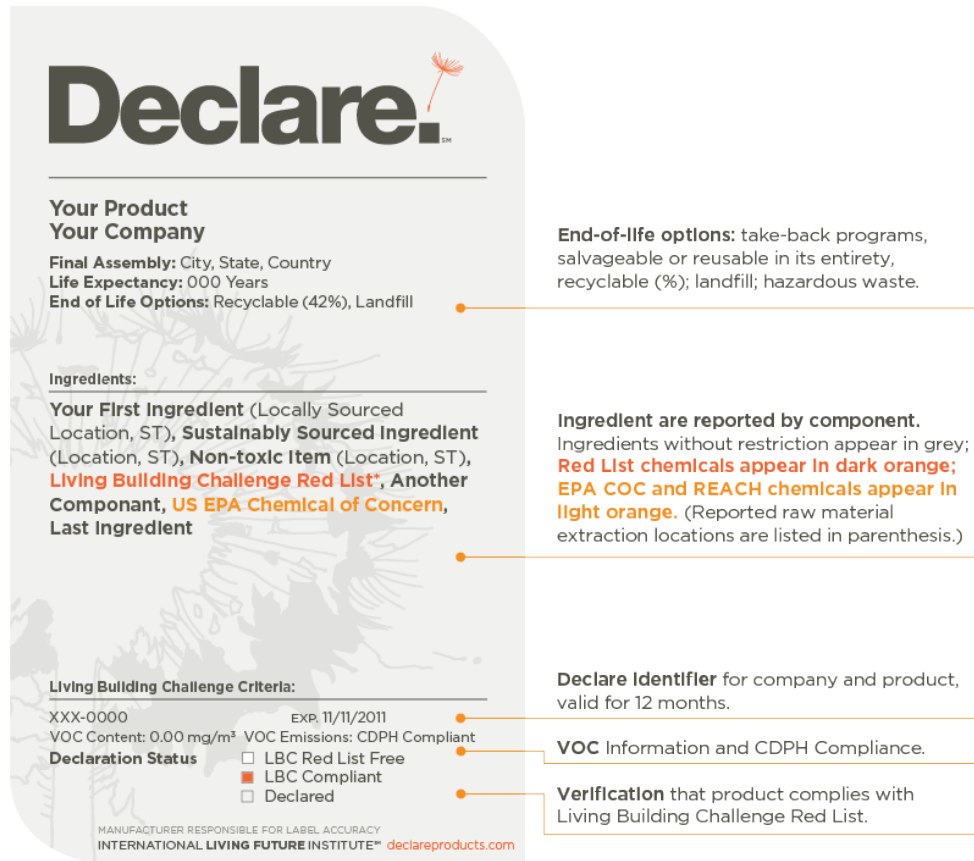 Declare.℠
Your Product
Your Company
Final Assembly: City, State, Country
Life Expectancy: 000 Years
End of Life Options: Recyclable (42%), Landfill
Ingredients:
Your First Ingredient (Locally Sourced
Location, ST), Sustainably Sourced Ingredient
(Location, ST), Non-toxic Item (Location, ST),
Living Building Challenge Red List*, Another
Componant, US EPA Chemical of Concern,
Last Ingredient
Living Building Challenge Criteria:
XXX-0000 EXP. 11/11/2011
VOC Content: 0.00 mg/m³ VOC Emissions: CDPH Compliant
Declaration Status LBC Red List Free
LBC Compliant
Declared
MANUFACTURER RESPONSIBLE FOR LABEL ACCURACY
INTERNATIONAL LIVING FUTURE INSTITUTE℠ declareproducts.com
End-of-life options: take-back programs,
salvageable or reusable in its entirety,
recyclable (%); landfill; hazardous waste.
Ingredient are reported by component.
Ingredients without restriction appear in grey;
Red List chemicals appear in dark orange;
EPA COC and REACH chemicals appear in
light orange. (Reported raw material
extraction locations are listed in parenthesis.)
Declare Identifier for company and product,
valid for 12 months.
VOC Information and CDPH Compliance.
Verification that product complies with
Living Building Challenge Red List.